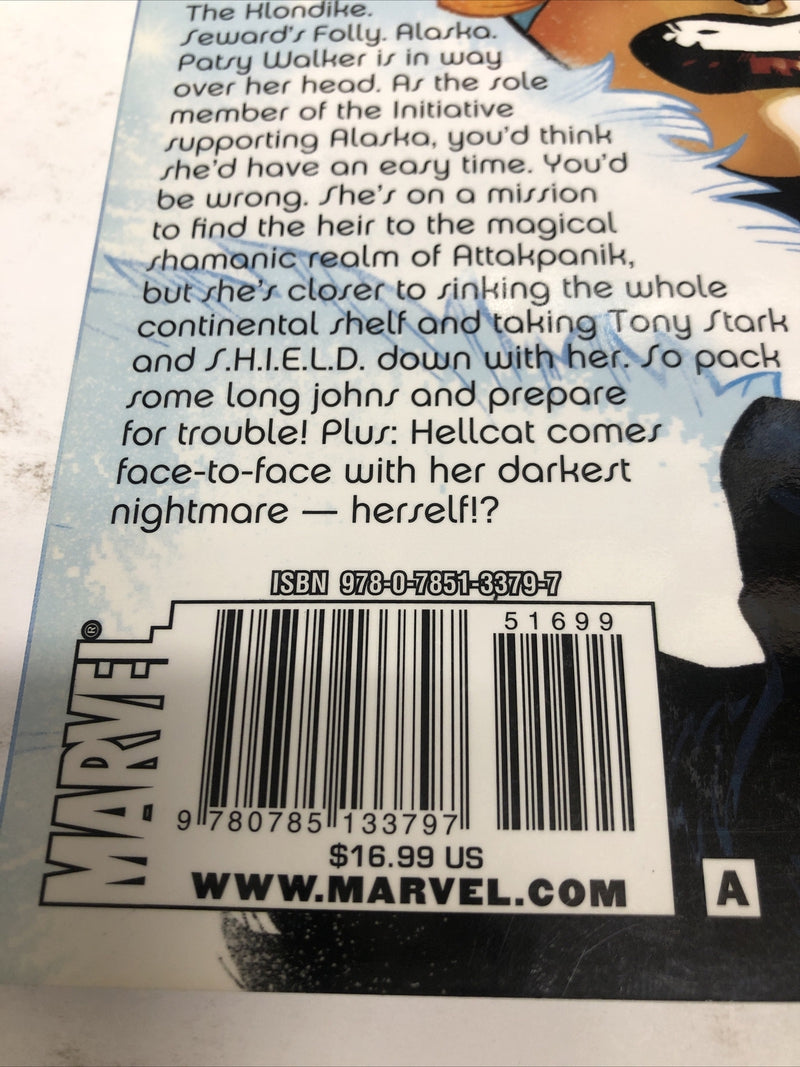 The Klondike.
Seward's Folly. Alaska.
Patsy Walker is in way
over her head. As the sole
member of the Initiative
supporting Alaska, you'd think
she'd have an easy time. You'd
be wrong. She's on a mission
to find the heir to the magical
shamanic realm of Attakpanik,
but she's closer to sinking the whole
continental shelf and taking Tony Stark
and S.H.I.E.L.D. down with her. So pack
some long johns and prepare
for trouble! Plus: Hellcat comes
face-to-face with her darkest
nightmare — herself!?
ISBN 978-0-7851-3379-7
51699
MARVEL®
9 780785 133797
$16.99 US
WWW.MARVEL.COM
A